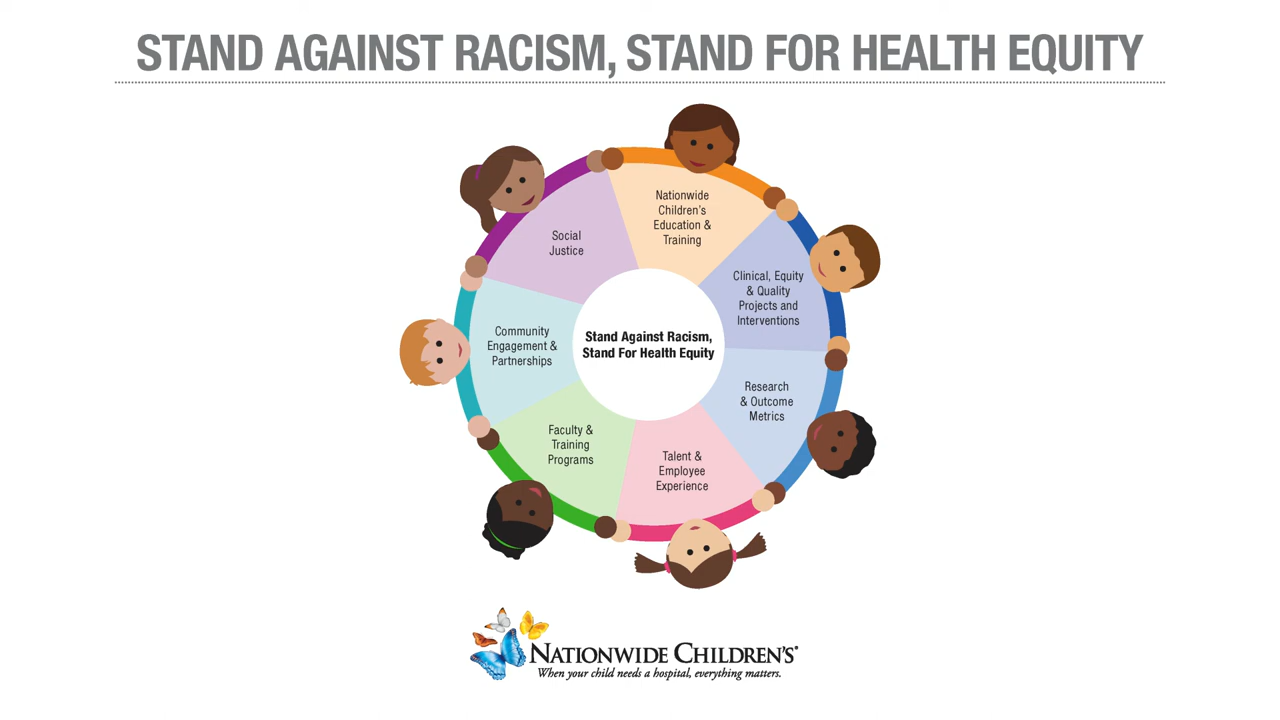 STAND AGAINST RACISM, STAND FOR HEALTH EQUITY
Nationwide
Children's
Education &
Training
Clinical, Equity
& Quality
Projects and
Interventions
Research
& Outcome
Metrics
Talent &
Employee
Experience
Faculty &
Training
Programs
Community
Engagement &
Partnerships
Social
Justice
Stand Against Racism,
Stand For Health Equity
NATIONWIDE CHILDREN'S
When your child needs a hospital, everything matters.